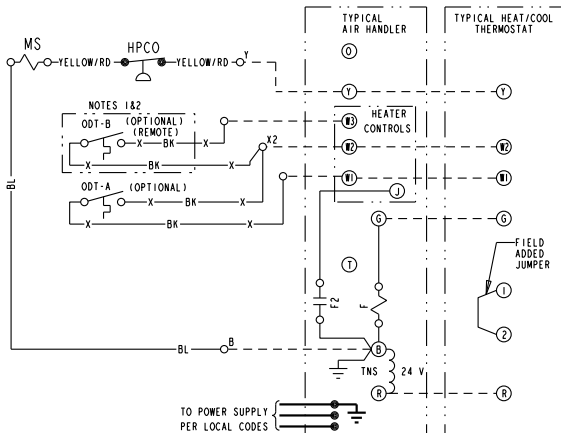 TYPICAL
AIR HANDLER
TYPICAL HEAT/COOL
THERMOSTAT
MS
HPCO
O
YELLOW/RD
YELLOW/RD
Y
Y
Y
NOTES 1&2
ODT-B
(OPTIONAL)
(REMOTE)
X
BK
X
X
BK
X
X2
W3
HEATER
CONTROLS
W2
W2
ODT-A
(OPTIONAL)
W1
W1
X
BK
X
X
BK
X
J
BL
G
G
FIELD
ADDED
JUMPER
T
1
F2
F
2
BL
B
B
TNS
24 V
R
R
TO POWER SUPPLY
PER LOCAL CODES